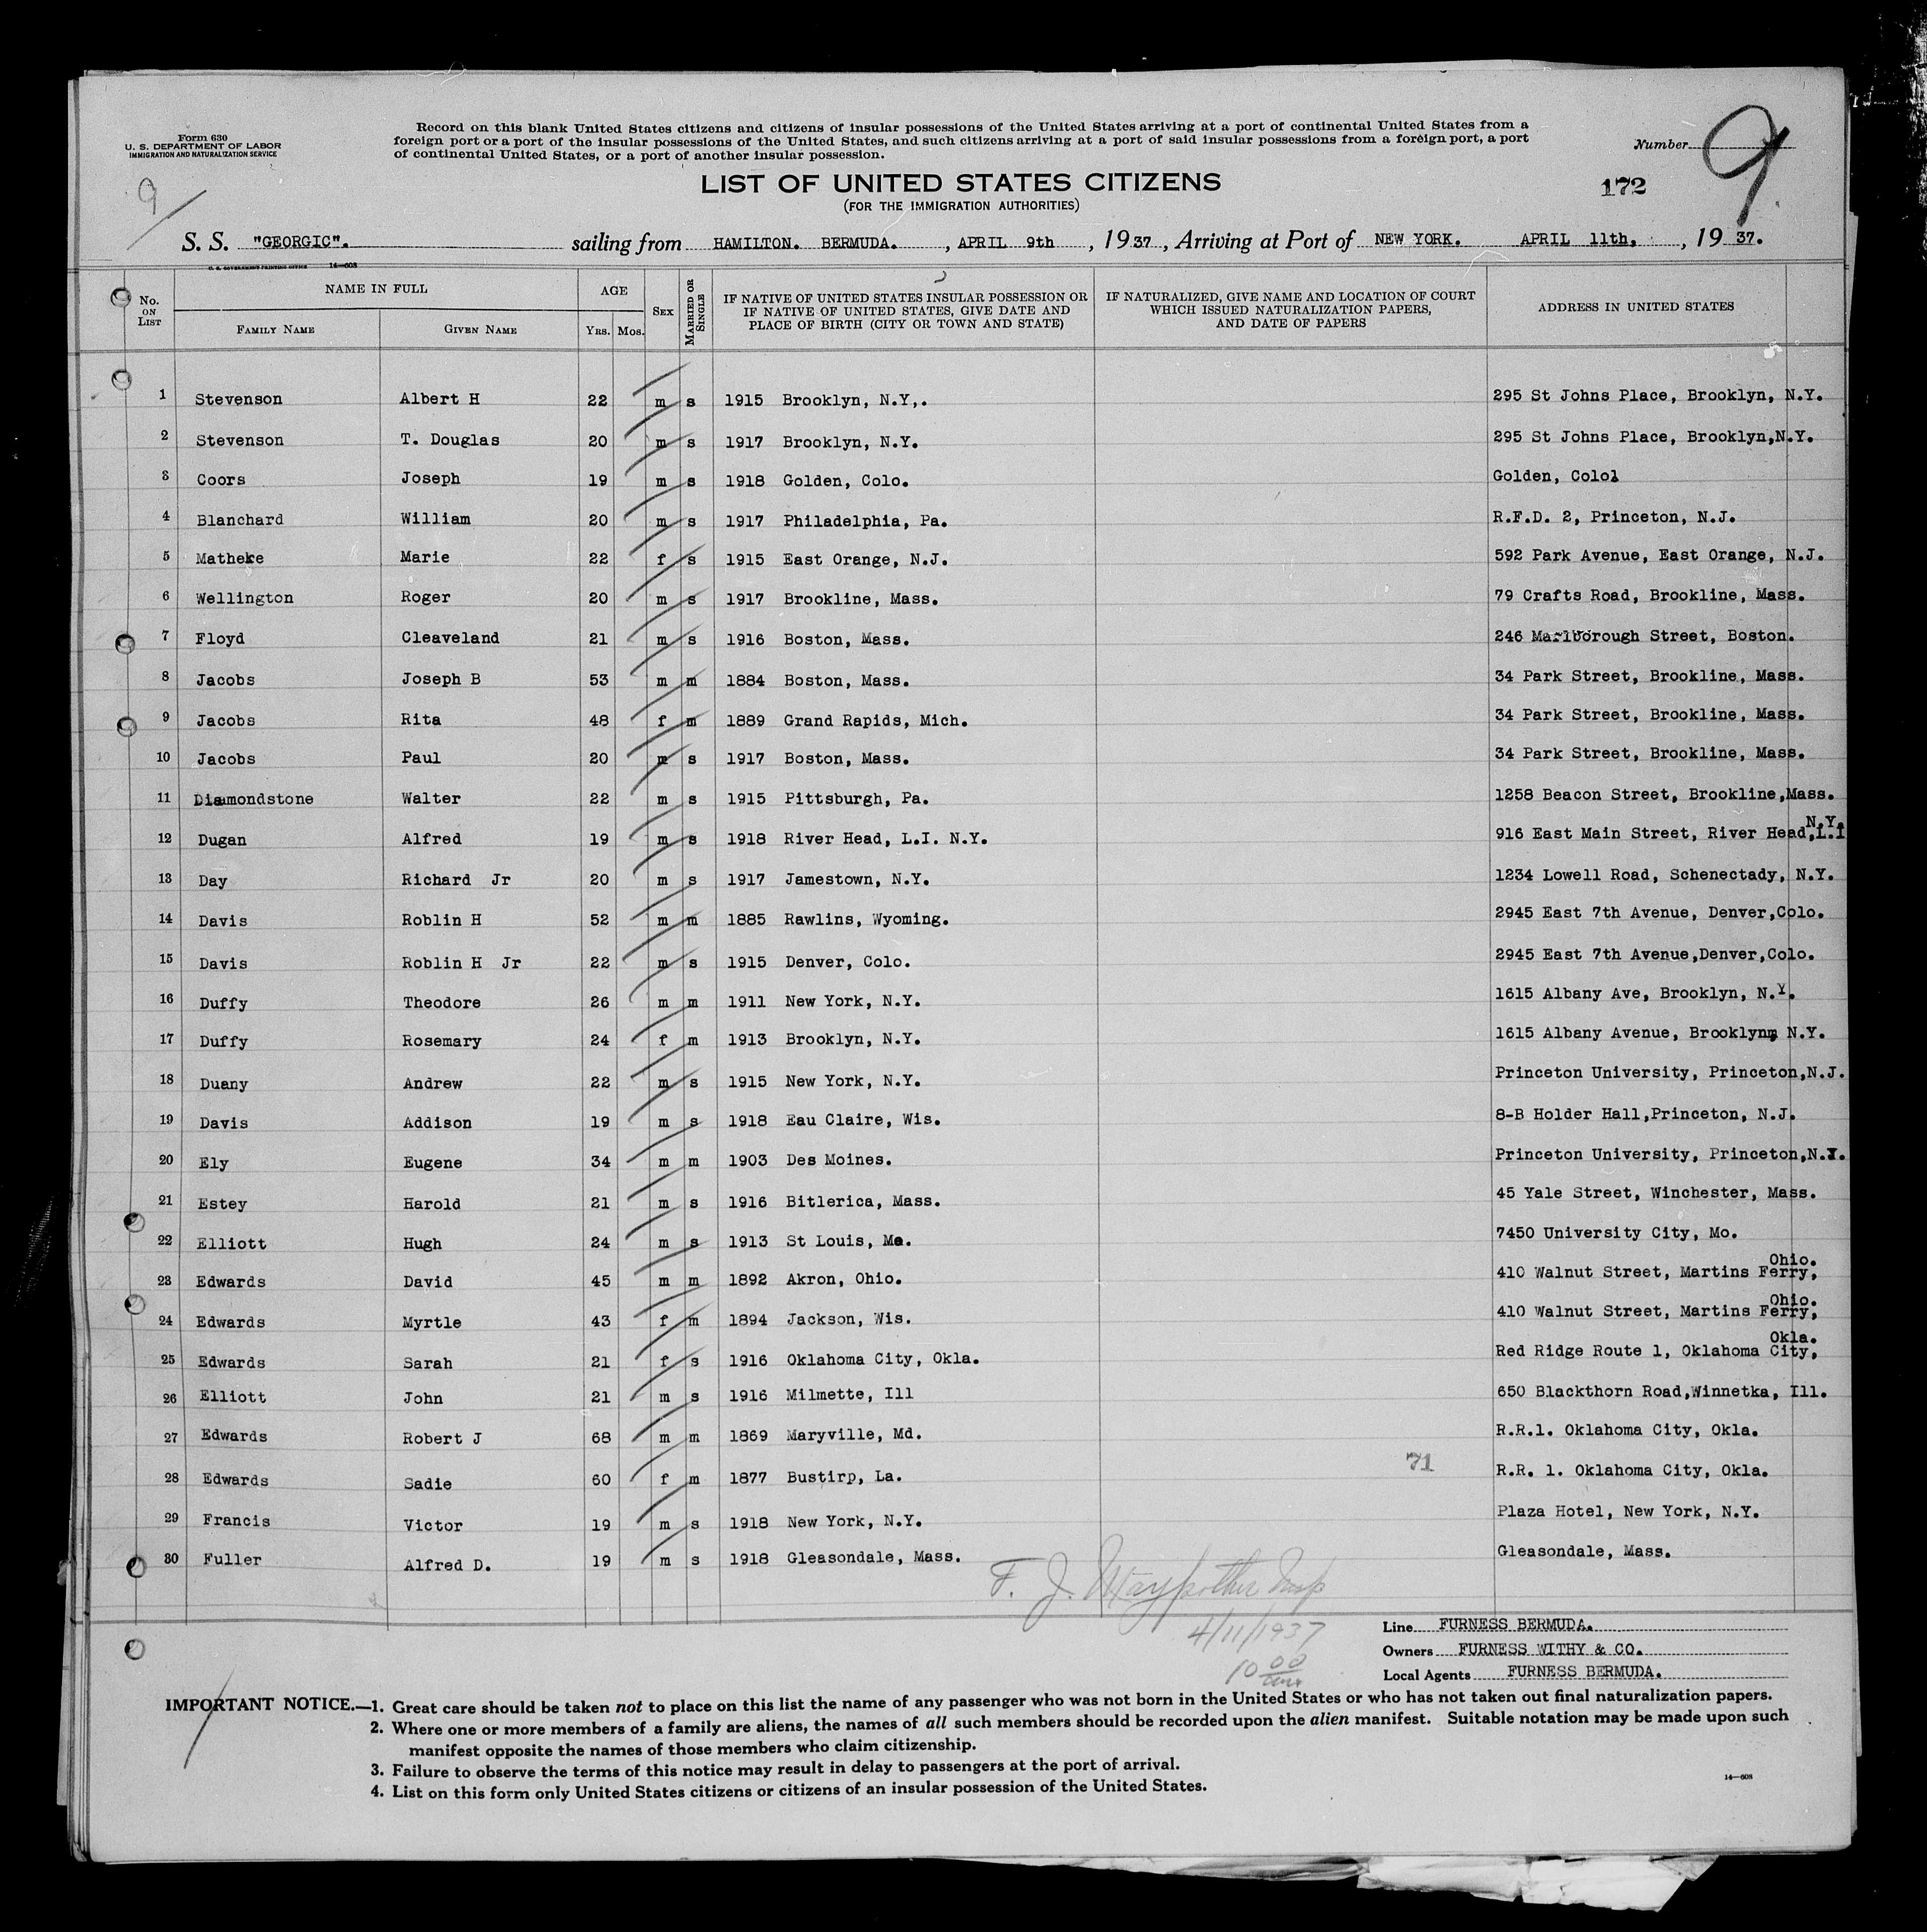 Form 630
U. S. DEPARTMENT OF LABOR
IMMIGRATION AND NATURALIZATION SERVICE
Record on this blank United States citizens and citizens of insular possessions of the United States arriving at a port of continental United States from a
foreign port or a port of the insular possessions of the United States, and such citizens arriving at a port of said insular possessions from a foreign port, a port
of continental United States, or a port of another insular possession.
Number 9
9
LIST OF UNITED STATES CITIZENS
172
(FOR THE IMMIGRATION AUTHORITIES)
S. S. "GEORGIC". sailing from HAMILTON. BERMUDA. , APRIL 9th , 1937 , Arriving at Port of NEW YORK. APRIL 11th. , 19 37.
U. S. GOVERNMENT PRINTING OFFICE 14—608
No. ON LIST NAME IN FULL AGE SEX MARRIED OR SINGLE IF NATIVE OF UNITED STATES INSULAR POSSESSION OR IF NATIVE OF UNITED STATES, GIVE DATE AND PLACE OF BIRTH (CITY OR TOWN AND STATE) IF NATURALIZED, GIVE NAME AND LOCATION OF COURT WHICH ISSUED NATURALIZATION PAPERS, AND DATE OF PAPERS ADDRESS IN UNITED STATES
FAMILY NAME GIVEN NAME YRS. MOS.
1 Stevenson Albert H 22 m s 1915 Brooklyn, N.Y,. 295 St Johns Place, Brooklyn, N.Y.
2 Stevenson T. Douglas 20 m s 1917 Brooklyn, N.Y. 295 St Johns Place, Brooklyn,N.Y.
3 Coors Joseph 19 m s 1918 Golden, Colo. Golden, Colol
4 Blanchard William 20 m s 1917 Philadelphia, Pa. R.F.D. 2, Princeton, N.J.
5 Matheke Marie 22 f s 1915 East Orange, N.J. 592 Park Avenue, East Orange, N.J.
6 Wellington Roger 20 m s 1917 Brookline, Mass. 79 Crafts Road, Brookline, Mass.
7 Floyd Cleaveland 21 m s 1916 Boston, Mass. 246 Marlborough Street, Boston.
8 Jacobs Joseph B 53 m m 1884 Boston, Mass. 34 Park Street, Brookline, Mass.
9 Jacobs Rita 48 f m 1889 Grand Rapids, Mich. 34 Park Street, Brookline, Mass.
10 Jacobs Paul 20 m s 1917 Boston, Mass. 34 Park Street, Brookline, Mass.
11 Diamondstone Walter 22 m s 1915 Pittsburgh, Pa. 1258 Beacon Street, Brookline,Mass.
12 Dugan Alfred 19 m s 1918 River Head, L.I. N.Y. 916 East Main Street, River Head,L.I N.Y.
13 Day Richard Jr 20 m s 1917 Jamestown, N.Y. 1234 Lowell Road, Schenectady, N.Y.
14 Davis Roblin H 52 m m 1885 Rawlins, Wyoming. 2945 East 7th Avenue, Denver,Colo.
15 Davis Roblin H Jr 22 m s 1915 Denver, Colo. 2945 East 7th Avenue,Denver,Colo.
16 Duffy Theodore 26 m m 1911 New York, N.Y. 1615 Albany Ave, Brooklyn, N.Y.
17 Duffy Rosemary 24 f m 1913 Brooklyn, N.Y. 1615 Albany Avenue, Brooklyn, N.Y.
18 Duany Andrew 22 m s 1915 New York, N.Y. Princeton University, Princeton,N.J.
19 Davis Addison 19 m s 1918 Eau Claire, Wis. 8-B Holder Hall,Princeton, N.J.
20 Ely Eugene 34 m m 1903 Des Moines. Princeton University, Princeton,N.J.
21 Estey Harold 21 m s 1916 Bitlerica, Mass. 45 Yale Street, Winchester, Mass.
22 Elliott Hugh 24 m s 1913 St Louis, Mo. 7450 University City, Mo.
23 Edwards David 45 m m 1892 Akron, Ohio. 410 Walnut Street, Martins Ferry, Ohio.
24 Edwards Myrtle 43 f m 1894 Jackson, Wis. 410 Walnut Street, Martins Ferry, Ohio.
25 Edwards Sarah 21 f s 1916 Oklahoma City, Okla. Red Ridge Route 1, Oklahoma City, Okla.
26 Elliott John 21 m s 1916 Milmette, Ill 650 Blackthorn Road,Winnetka, Ill.
27 Edwards Robert J 68 m m 1869 Maryville, Md. R.R.1. Oklahoma City, Okla.
28 Edwards Sadie 60 f m 1877 Bustirp, La. 71 R.R. 1. Oklahoma City, Okla.
29 Francis Victor 19 m s 1918 New York, N.Y. Plaza Hotel, New York, N.Y.
30 Fuller Alfred D. 19 m s 1918 Gleasondale, Mass. Gleasondale, Mass.
F. J. Maypother Insp
4/11/1937
10 00 am
Line FURNESS BERMUDA.
Owners FURNESS WITHY & CO.
Local Agents FURNESS BERMUDA.
IMPORTANT NOTICE.—1. Great care should be taken not to place on this list the name of any passenger who was not born in the United States or who has not taken out final naturalization papers.
2. Where one or more members of a family are aliens, the names of all such members should be recorded upon the alien manifest. Suitable notation may be made upon such
manifest opposite the names of those members who claim citizenship.
3. Failure to observe the terms of this notice may result in delay to passengers at the port of arrival.
4. List on this form only United States citizens or citizens of an insular possession of the United States.
14—608